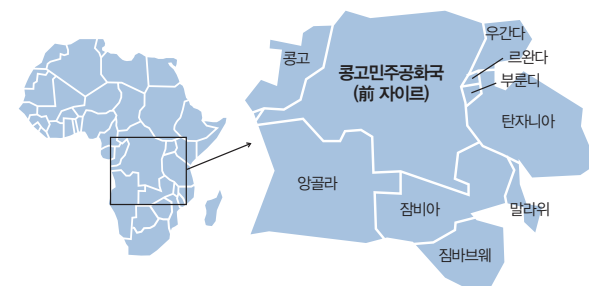 우간다
르완다
콩고
콩고민주공화국
(前 자이르)
부룬디
탄자니아
앙골라
잠비아
말라위
짐바브웨